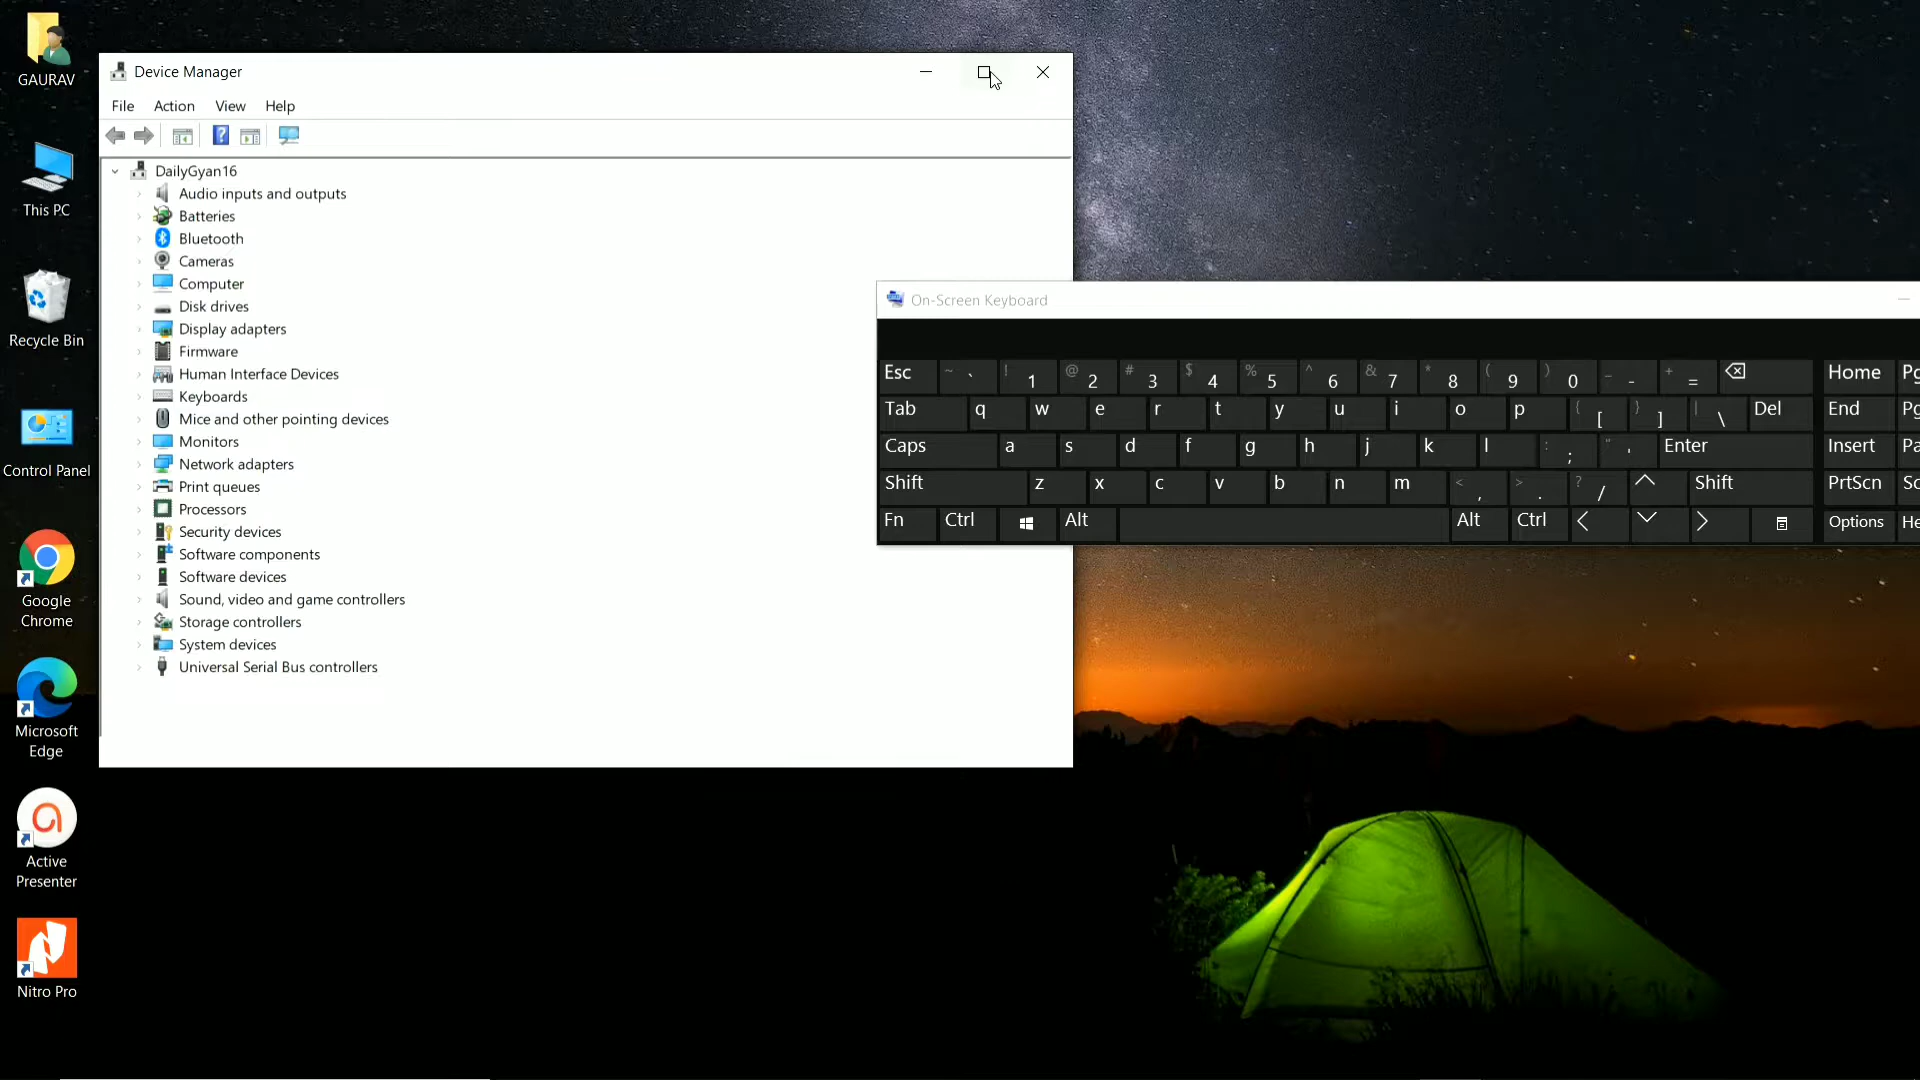 GAURAV
This PC
Recycle Bin
Control Panel
Google
Chrome
Microsoft
Edge
Active
Presenter
Nitro Pro
Device Manager
File Action View Help
DailyGyan16
Audio inputs and outputs
Batteries
Bluetooth
Cameras
Computer
Disk drives
Display adapters
Firmware
Human Interface Devices
Keyboards
Mice and other pointing devices
Monitors
Network adapters
Print queues
Processors
Security devices
Software components
Software devices
Sound, video and game controllers
Storage controllers
System devices
Universal Serial Bus controllers
On-Screen Keyboard
Esc ~ ` ! 1 @ 2 # 3 $ 4 % 5 ^ 6 & 7 * 8 ( 9 ) 0 _ - + = Home Pg
Tab q w e r t y u i o p { [ } ] | \ Del End Pg
Caps a s d f g h j k l : ; " ' Enter Insert Pa
Shift z x c v b n m < , > . ? / Shift PrtScn Sc
Fn Ctrl Alt Alt Ctrl Options He